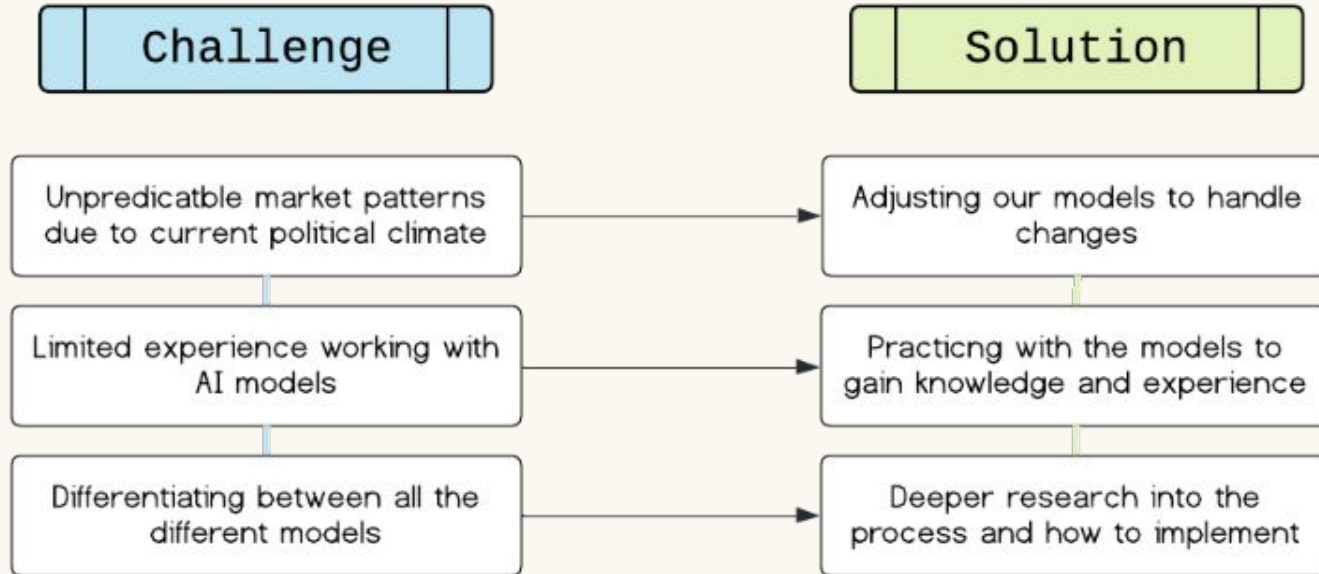 Challenge
Solution
Unpredicatble market patterns
due to current political climate
Adjusting our models to handle
changes
Limited experience working with
AI models
Practicng with the models to
gain knowledge and experience
Differentiating between all the
different models
Deeper research into the
process and how to implement